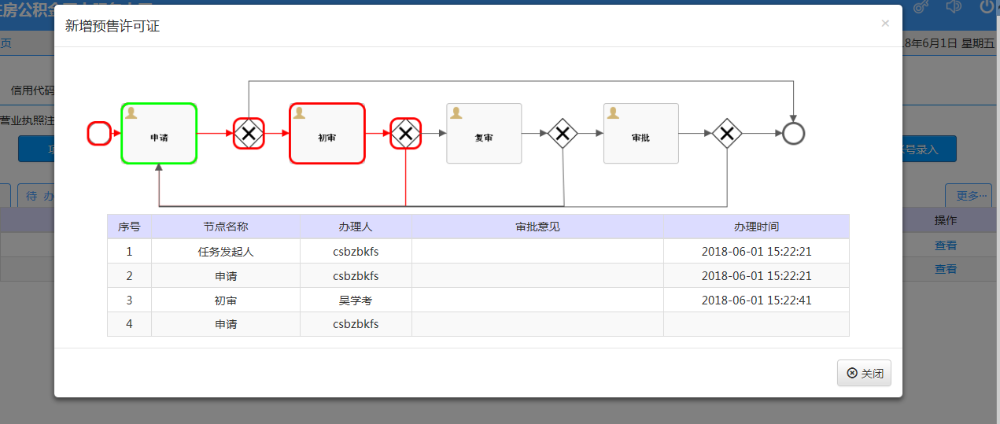 新增预售许可证
×
页
18年6月1日 星期五
信用代码
营业执照注
申请
初审
复审
审批
号录入
待 办
更多···
序号 节点名称 办理人 审批意见 办理时间
操作
1 任务发起人 csbzbkfs 2018-06-01 15:22:21
查看
2 申请 csbzbkfs 2018-06-01 15:22:21
查看
3 初审 吴学考 2018-06-01 15:22:41
4 申请 csbzbkfs
关闭